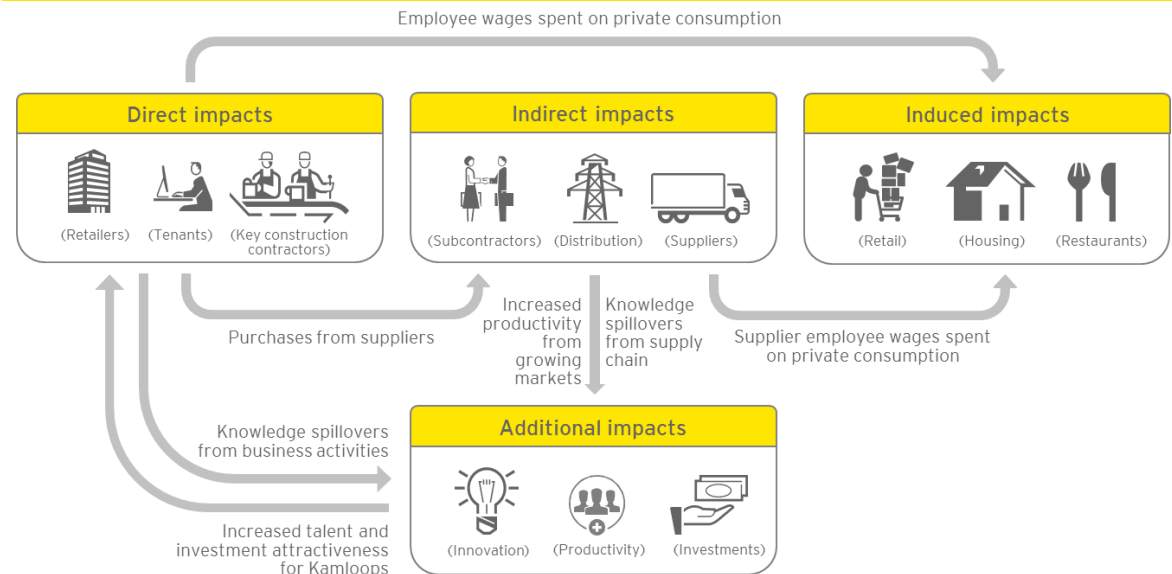 Employee wages spent on private consumption
Direct impacts
(Retailers)
(Tenants)
(Key construction
contractors)
Indirect impacts
(Subcontractors)
(Distribution)
(Suppliers)
Induced impacts
(Retail)
(Housing)
(Restaurants)
Purchases from suppliers
Increased
productivity
from
growing
markets
Knowledge
spillovers
from supply
chain
Supplier employee wages spent
on private consumption
Knowledge spillovers
from business activities
Additional impacts
(Innovation)
(Productivity)
(Investments)
Increased talent and
investment attractiveness
for Kamloops